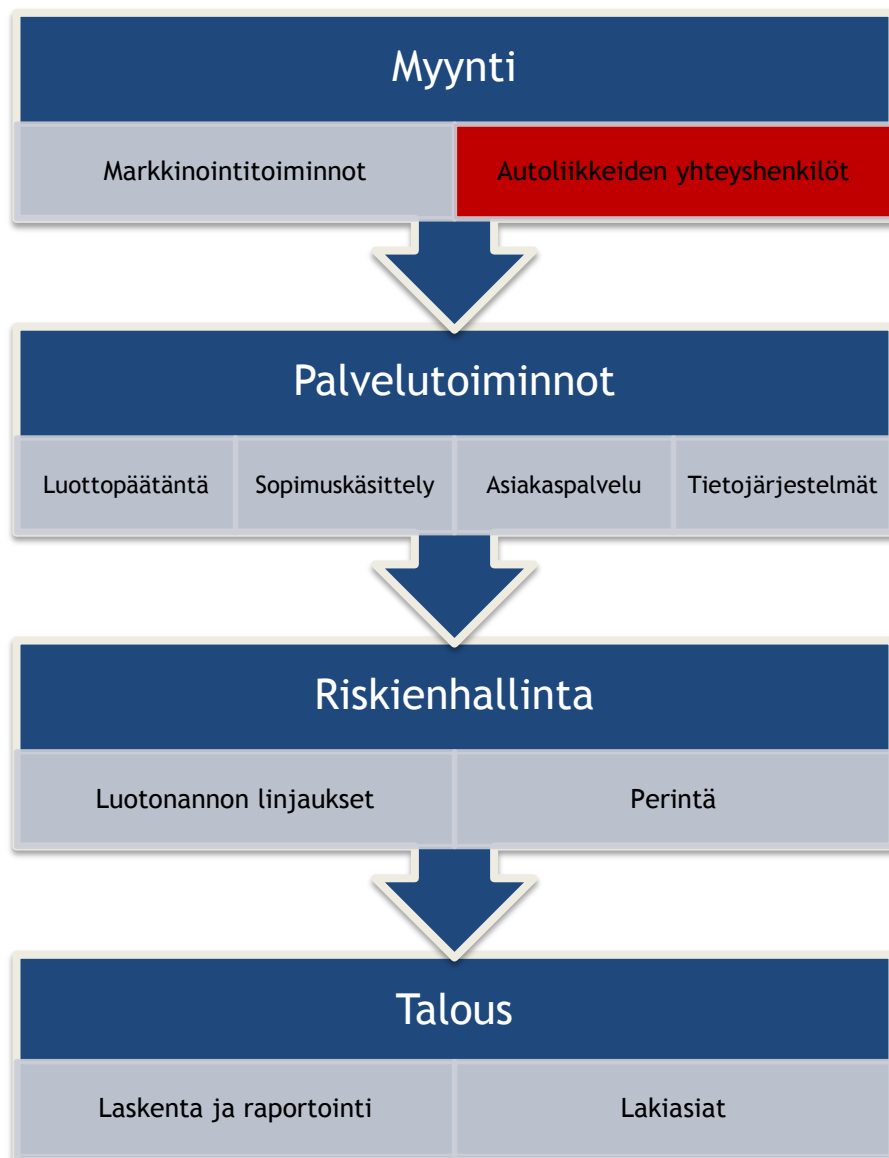 Myynti
Markkinointitoiminnot
Autoliikkeiden yhteyshenkilöt
Palvelutoiminnot
Luottopäätäntä
Sopimuskäsittely
Asiakaspalvelu
Tietojärjestelmät
Riskienhallinta
Luotonannon linjaukset
Perintä
Talous
Laskenta ja raportointi
Lakiasiat